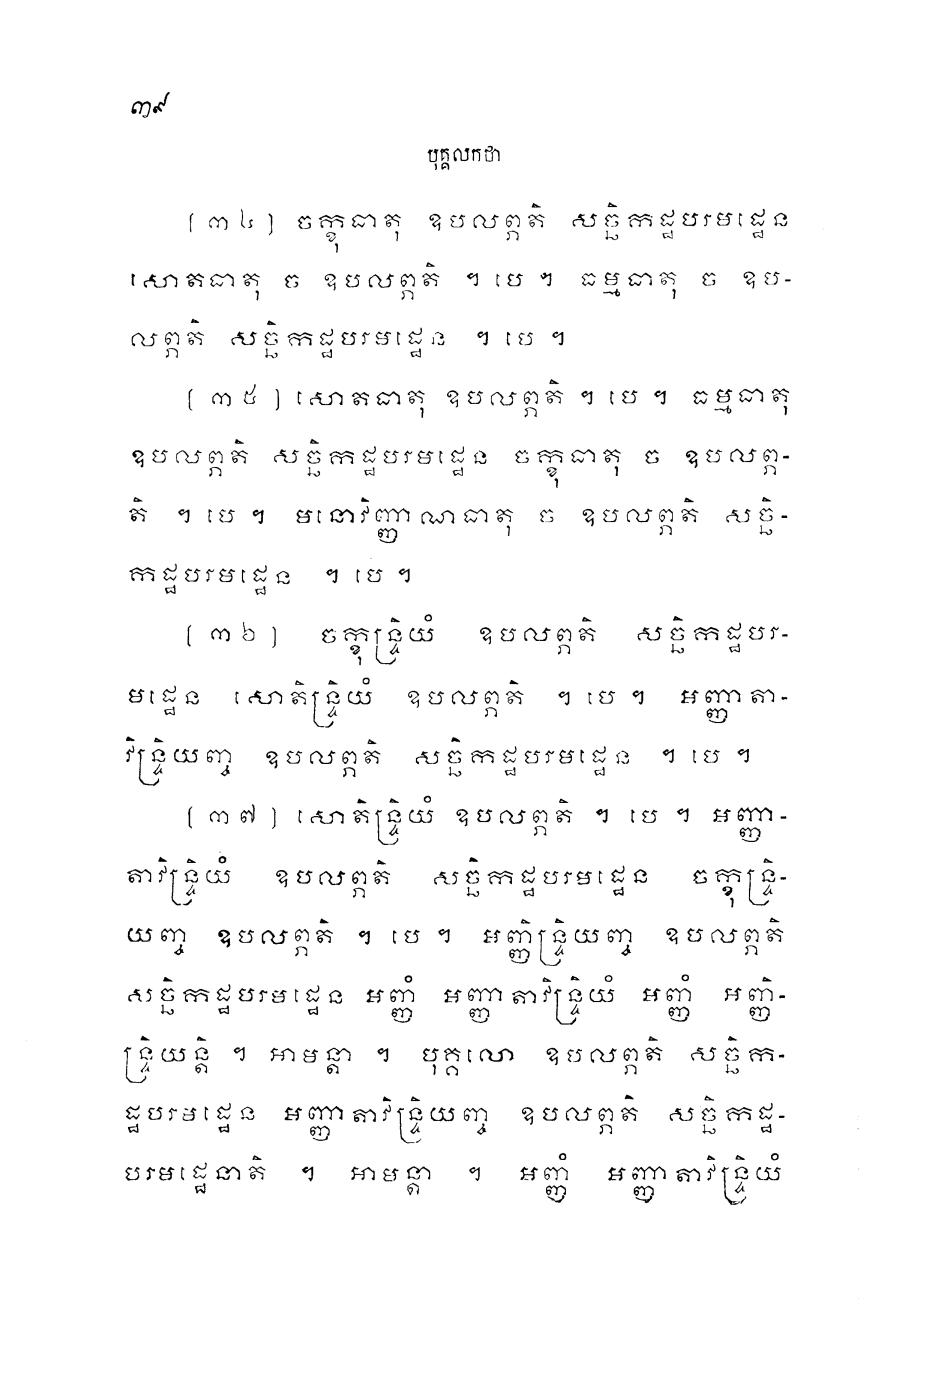 ៣៩
បុគ្គលកថា
[ ៣៤ ] ចក្ខុធាតុ ឧបលព្ភតិ សច្ឆិកដ្ឋបរមដ្ឋេន
សោតធាតុ ច ឧបលព្ភតិ ។ បេ ។ ធម្មធាតុ ច ឧប-
លព្ភតិ សច្ឆិកដ្ឋបរមដ្ឋេន ។ បេ ។
[ ៣៥ ] សោតធាតុ ឧបលព្ភតិ ។ បេ ។ ធម្មធាតុ
ឧបលព្ភតិ សច្ឆិកដ្ឋបរមដ្ឋេន ចក្ខុធាតុ ច ឧបលព្ភ-
តិ ។ បេ ។ មនោវិញ្ញាណធាតុ ច ឧបលព្ភតិ សច្ឆិ-
កដ្ឋបរមដ្ឋេន ។ បេ ។
[ ៣៦ ] ចក្ខុន្ទ្រិយំ ឧបលព្ភតិ សច្ឆិកដ្ឋបរ-
មដ្ឋេន សោតិន្ទ្រិយំ ឧបលព្ភតិ ។ បេ ។ អញ្ញាតា-
វិន្ទ្រិយញ្ច ឧបលព្ភតិ សច្ឆិកដ្ឋបរមដ្ឋេន ។ បេ ។
[ ៣៧ ] សោតិន្ទ្រិយំ ឧបលព្ភតិ ។ បេ ។ អញ្ញា-
តាវិន្ទ្រិយំ ឧបលព្ភតិ សច្ឆិកដ្ឋបរមដ្ឋេន ចក្ខុន្ទ្រិ-
យញ្ច ឧបលព្ភតិ ។ បេ ។ អញ្ញិន្ទ្រិយញ្ច ឧបលព្ភតិ
សច្ឆិកដ្ឋបរមដ្ឋេន អញ្ញំ អញ្ញាតាវិន្ទ្រិយំ អញ្ញំ អញ្ញិ-
ន្ទ្រិយន្តិ ។ អាមន្តា ។ បុគ្គលោ ឧបលព្ភតិ សច្ឆិក-
ដ្ឋបរមដ្ឋេន អញ្ញាតាវិន្ទ្រិយញ្ច ឧបលព្ភតិ សច្ឆិកដ្ឋ-
បរមដ្ឋេនាតិ ។ អាមន្តា ។ អញ្ញំ អញ្ញាតាវិន្ទ្រិយំ